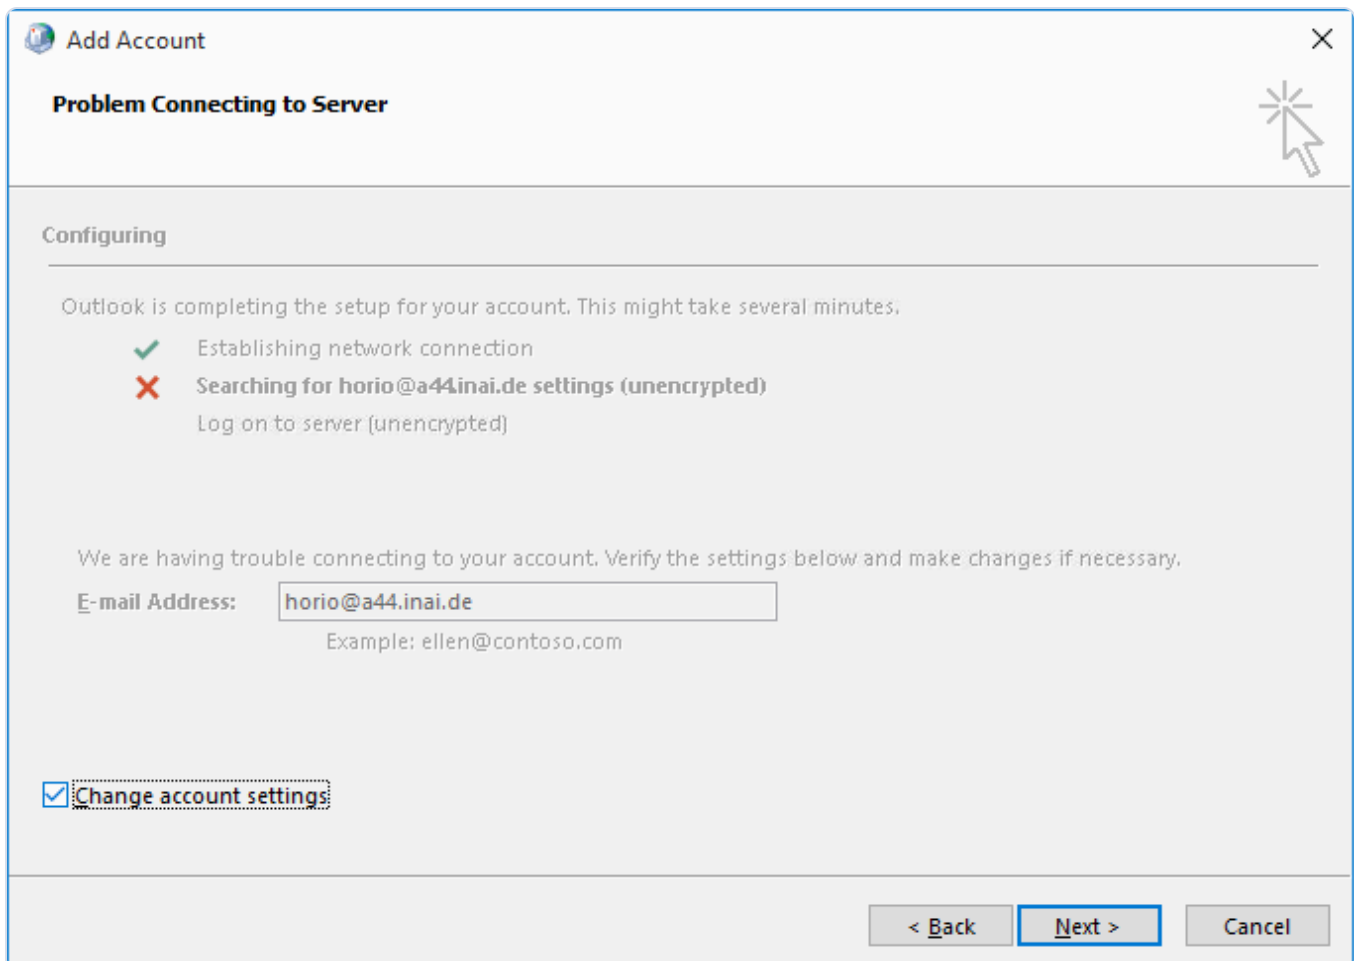 Add Account
Problem Connecting to Server
Configuring
Outlook is completing the setup for your account. This might take several minutes.
Establishing network connection
Searching for horio@a44.inai.de settings (unencrypted)
Log on to server (unencrypted)
We are having trouble connecting to your account. Verify the settings below and make changes if necessary.
E-mail Address: horio@a44.inai.de
Example: ellen@contoso.com
Change account settings
< Back Next > Cancel